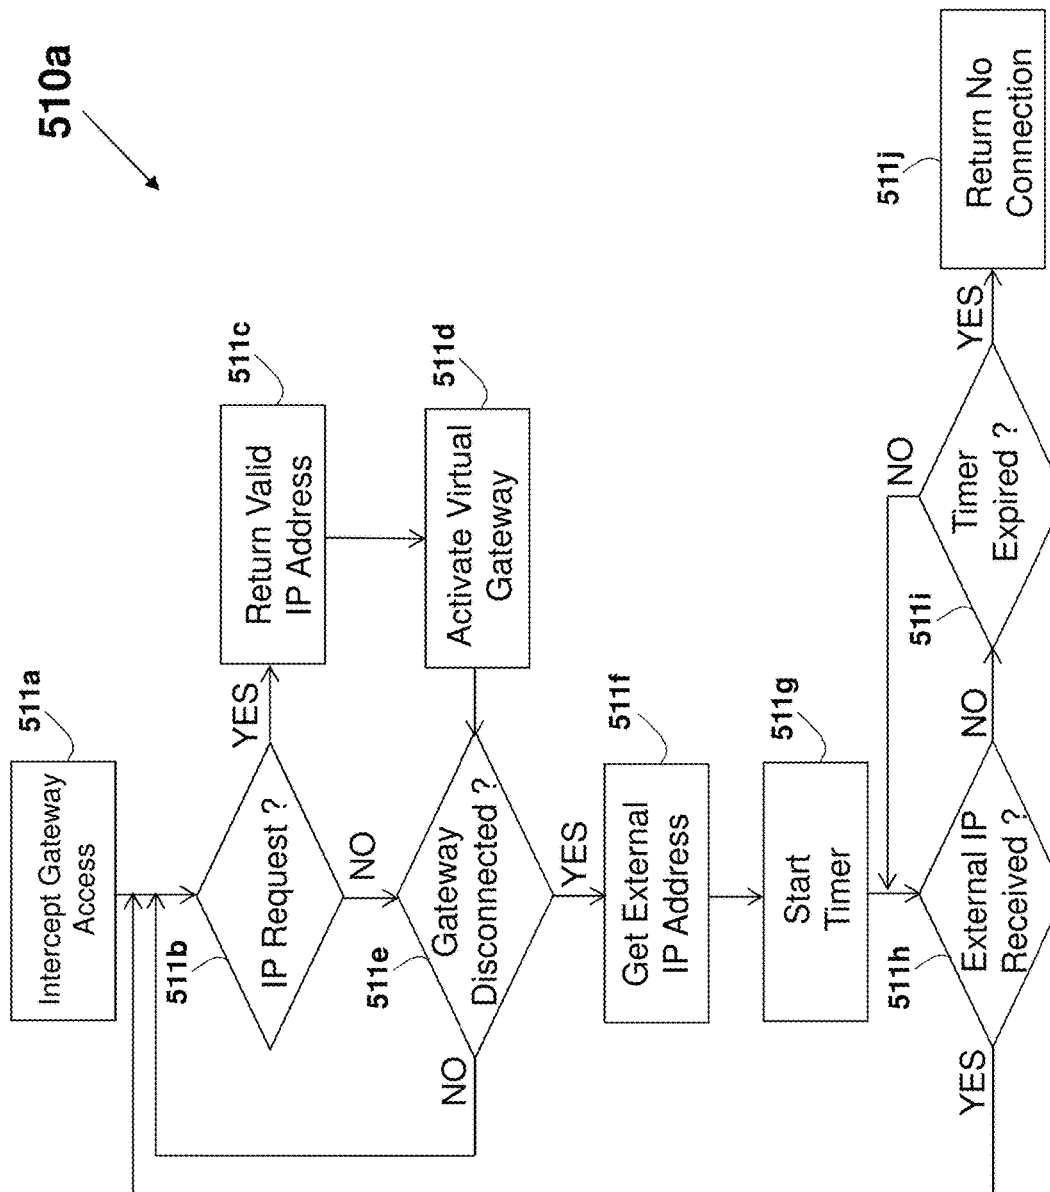 510a
511a
Intercept Gateway
Access
511b
IP Request ?
YES
NO
511c
Return Valid
IP Address
511d
Activate Virtual
Gateway
511e
Gateway
Disconnected ?
NO
YES
511f
Get External
IP Address
511g
Start
Timer
511h
External IP
Received ?
YES
NO
511i
Timer
Expired ?
NO
YES
511j
Return No
Connection